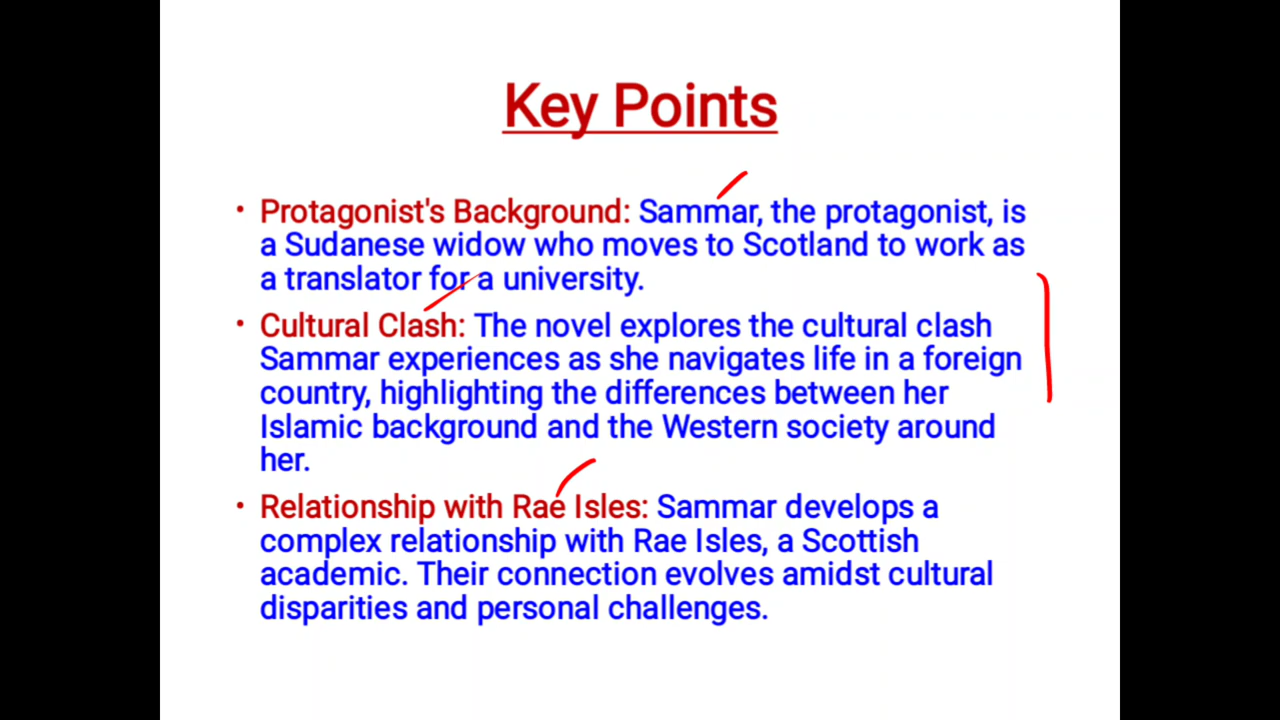 Key Points
• Protagonist's Background: Sammar, the protagonist, is
a Sudanese widow who moves to Scotland to work as
a translator for a university.
• Cultural Clash: The novel explores the cultural clash
Sammar experiences as she navigates life in a foreign
country, highlighting the differences between her
Islamic background and the Western society around
her.
• Relationship with Rae Isles: Sammar develops a
complex relationship with Rae Isles, a Scottish
academic. Their connection evolves amidst cultural
disparities and personal challenges.